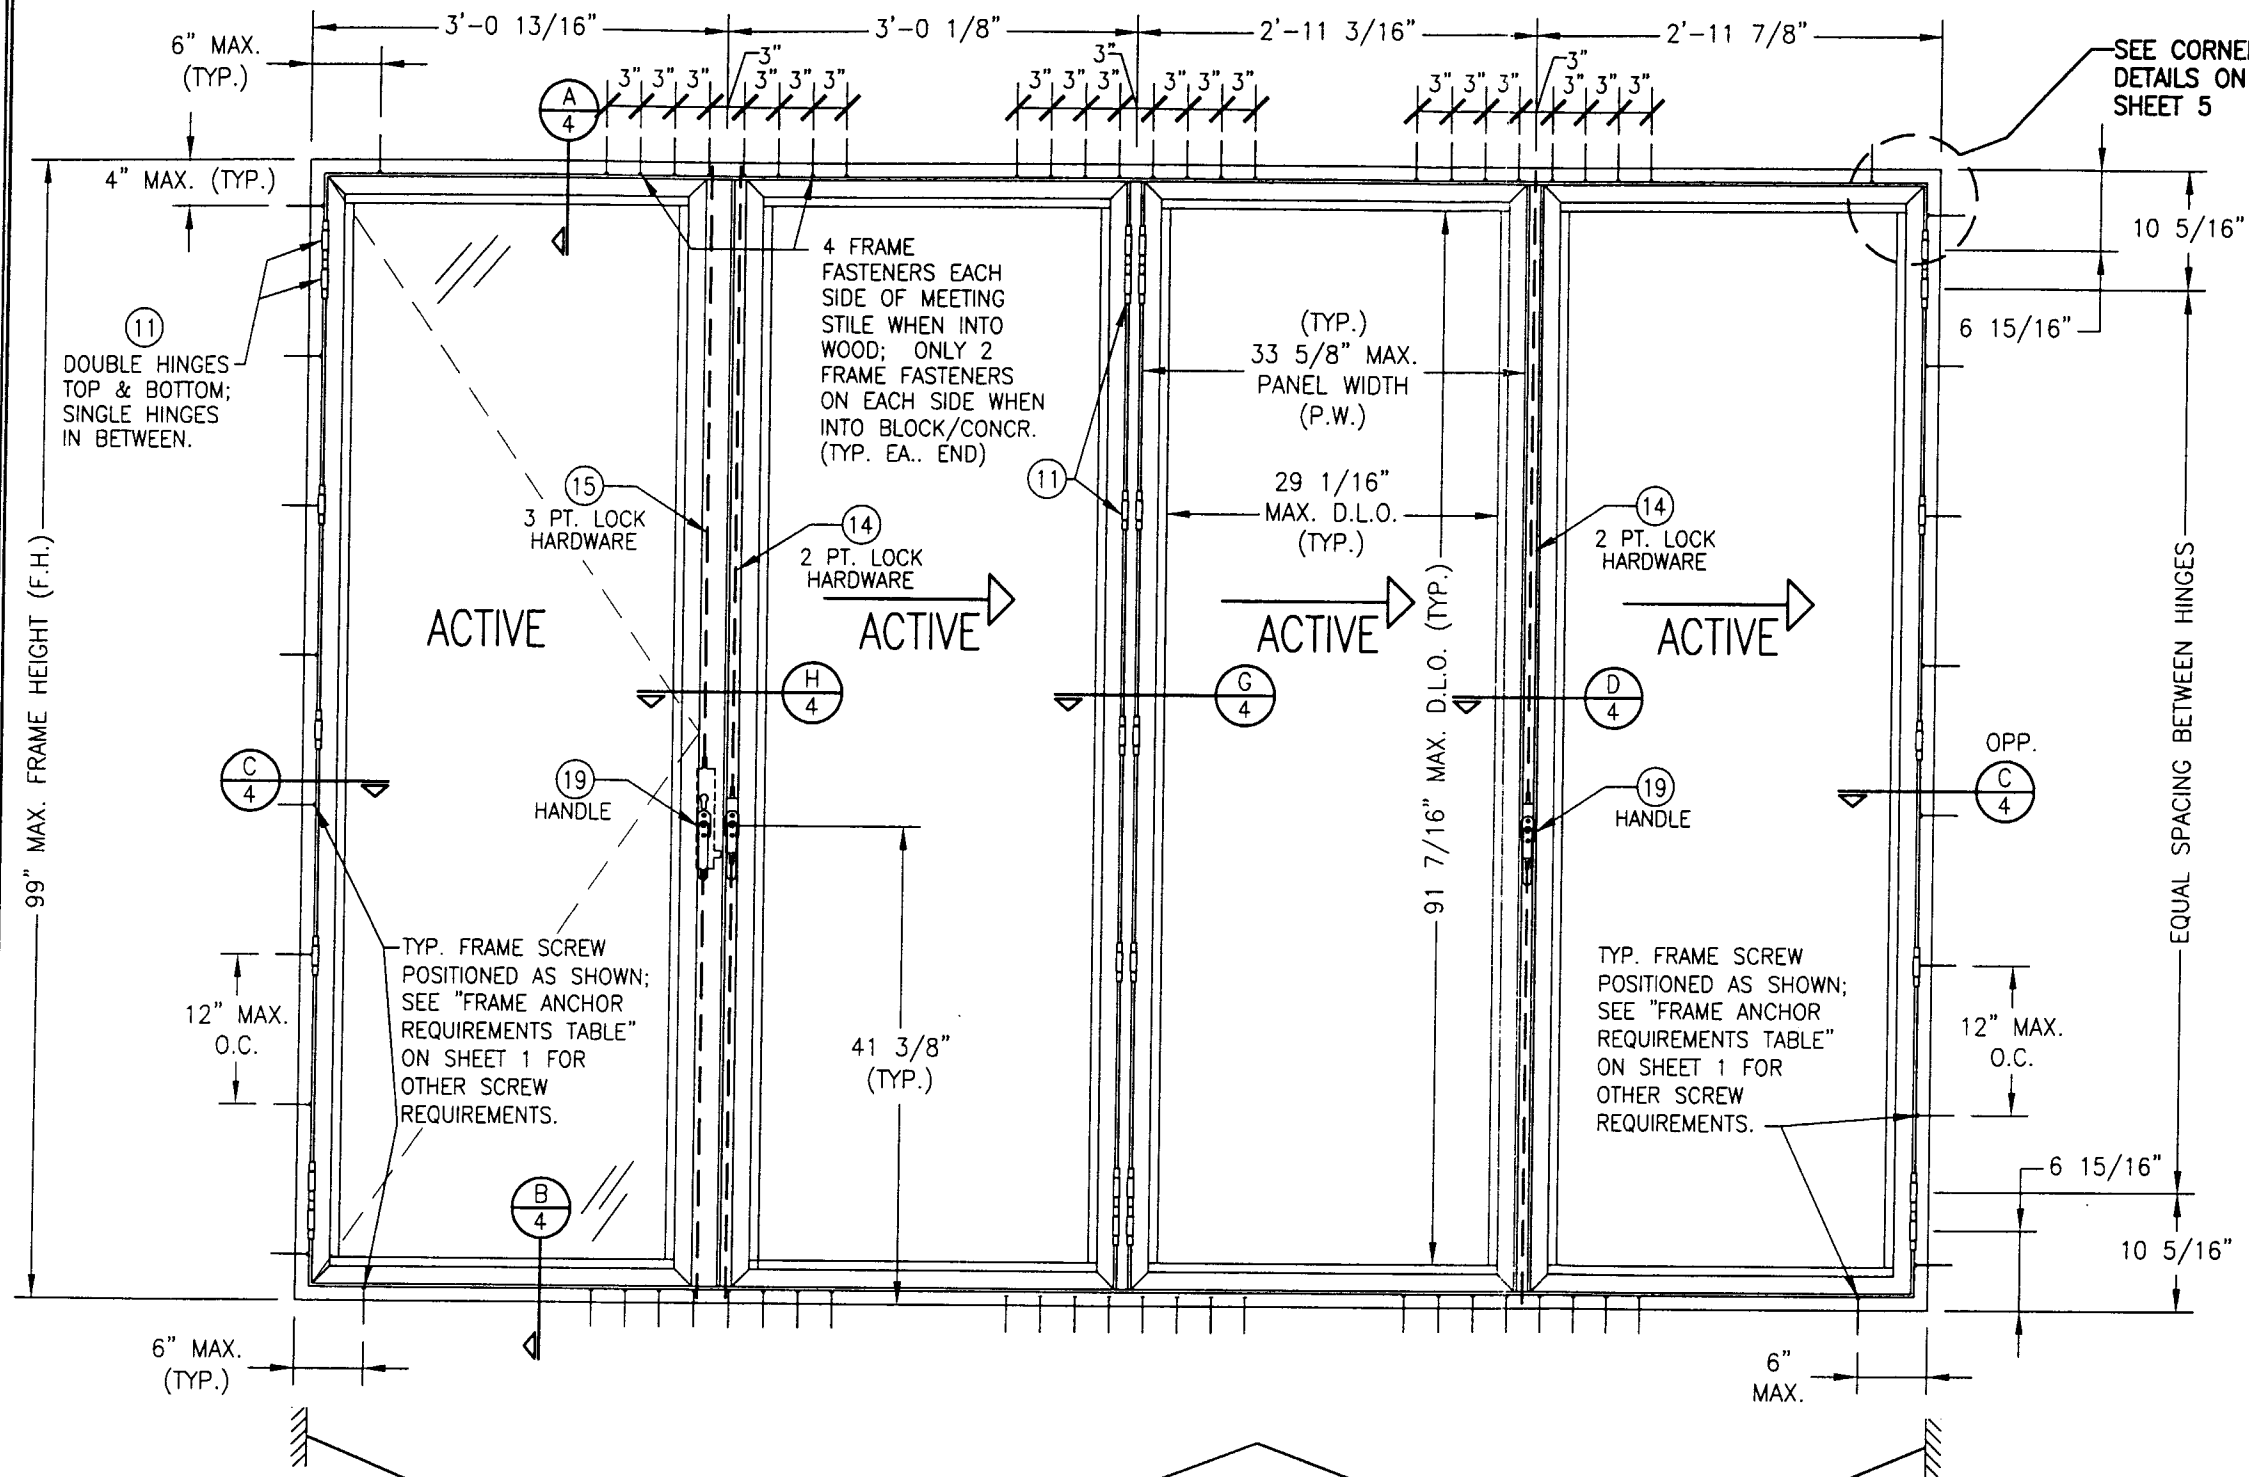 3'-0 13/16"
3'-0 1/8"
2'-11 3/16"
2'-11 7/8"
6" MAX.
(TYP.)
3"
3"
3"
3" 3" 3" 3" 3" 3"
3" 3" 3" 3" 3" 3"
3" 3" 3" 3" 3" 3"
SEE CORNE
DETAILS ON
SHEET 5
A
4
4" MAX. (TYP.)
10 5/16"
6 15/16"
11
DOUBLE HINGES
TOP & BOTTOM;
SINGLE HINGES
IN BETWEEN.
4 FRAME
FASTENERS EACH
SIDE OF MEETING
STILE WHEN INTO
WOOD; ONLY 2
FRAME FASTENERS
ON EACH SIDE WHEN
INTO BLOCK/CONCR.
(TYP. EA.. END)
(TYP.)
33 5/8" MAX.
PANEL WIDTH
(P.W.)
11
29 1/16"
MAX. D.L.O.
(TYP.)
15
3 PT. LOCK
HARDWARE
14
2 PT. LOCK
HARDWARE
14
2 PT. LOCK
HARDWARE
ACTIVE
ACTIVE
ACTIVE
ACTIVE
99" MAX. FRAME HEIGHT (F.H.)
91 7/16" MAX. D.L.O. (TYP.)
EQUAL SPACING BETWEEN HINGES
H
4
G
4
D
4
C
4
OPP.
C
4
19
HANDLE
19
HANDLE
TYP. FRAME SCREW
POSITIONED AS SHOWN;
SEE "FRAME ANCHOR
REQUIREMENTS TABLE"
ON SHEET 1 FOR
OTHER SCREW
REQUIREMENTS.
12" MAX.
O.C.
41 3/8"
(TYP.)
TYP. FRAME SCREW
POSITIONED AS SHOWN;
SEE "FRAME ANCHOR
REQUIREMENTS TABLE"
ON SHEET 1 FOR
OTHER SCREW
REQUIREMENTS.
12" MAX.
O.C.
6 15/16"
10 5/16"
B
4
6" MAX.
(TYP.)
6"
MAX.